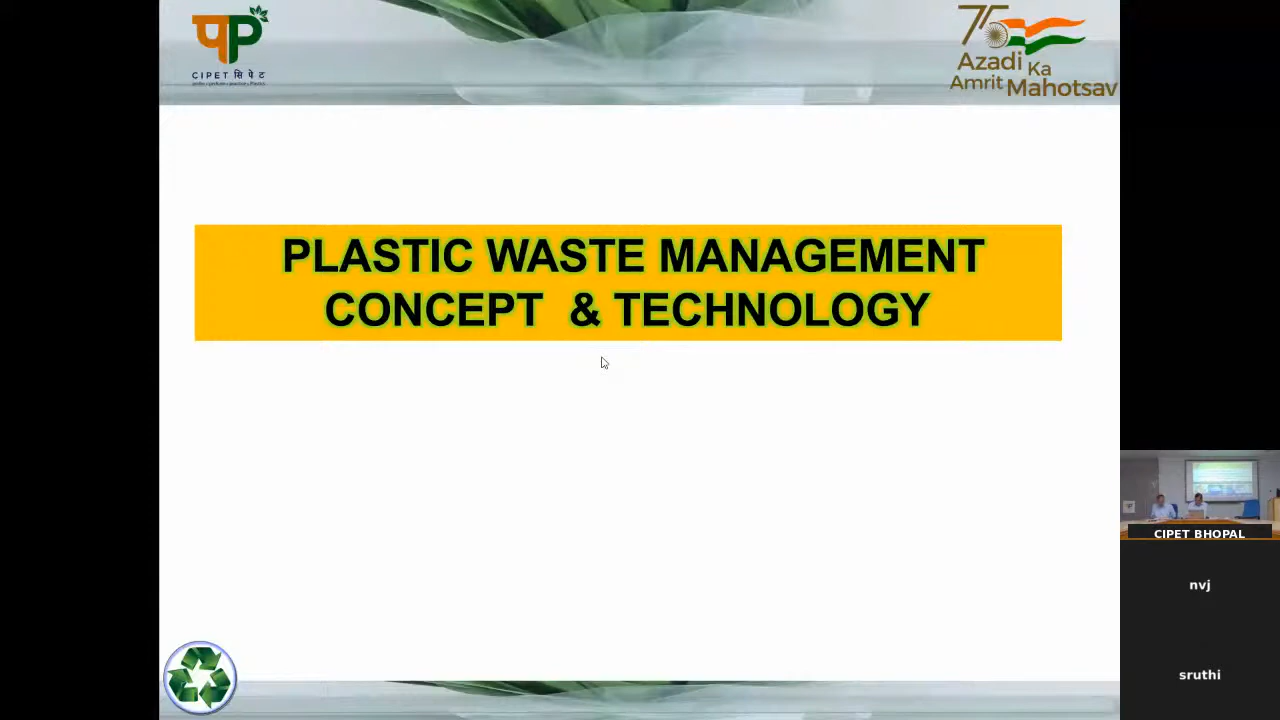 CIPET सिपेट
75
Azadi Ka
Amrit Mahotsav
PLASTIC WASTE MANAGEMENT
CONCEPT & TECHNOLOGY
CIPET BHOPAL
nvj
sruthi